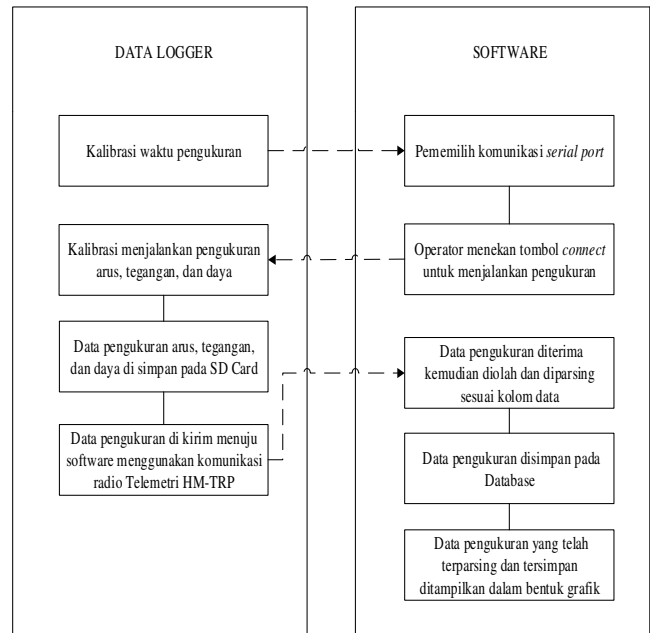 DATA LOGGER
Kalibrasi waktu pengukuran
Kalibrasi menjalankan pengukuran
arus, tegangan, dan daya
Data pengukuran arus, tegangan,
dan daya di simpan pada SD Card
Data pengukuran di kirim menuju
software menggunakan komunikasi
radio Telemetri HM-TRP
SOFTWARE
Pememilih komunikasi serial port
Operator menekan tombol connect
untuk menjalankan pengukuran
Data pengukuran diterima
kemudian diolah dan diparsing
sesuai kolom data
Data pengukuran disimpan pada
Database
Data pengukuran yang telah
terparsing dan tersimpan
ditampilkan dalam bentuk grafik